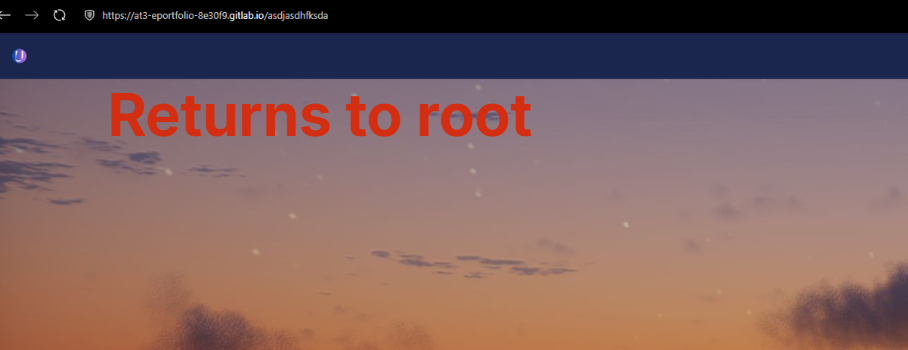 https://at3-eportfolio-8e30f9.gitlab.io/asdjasdhfksda
Returns to root